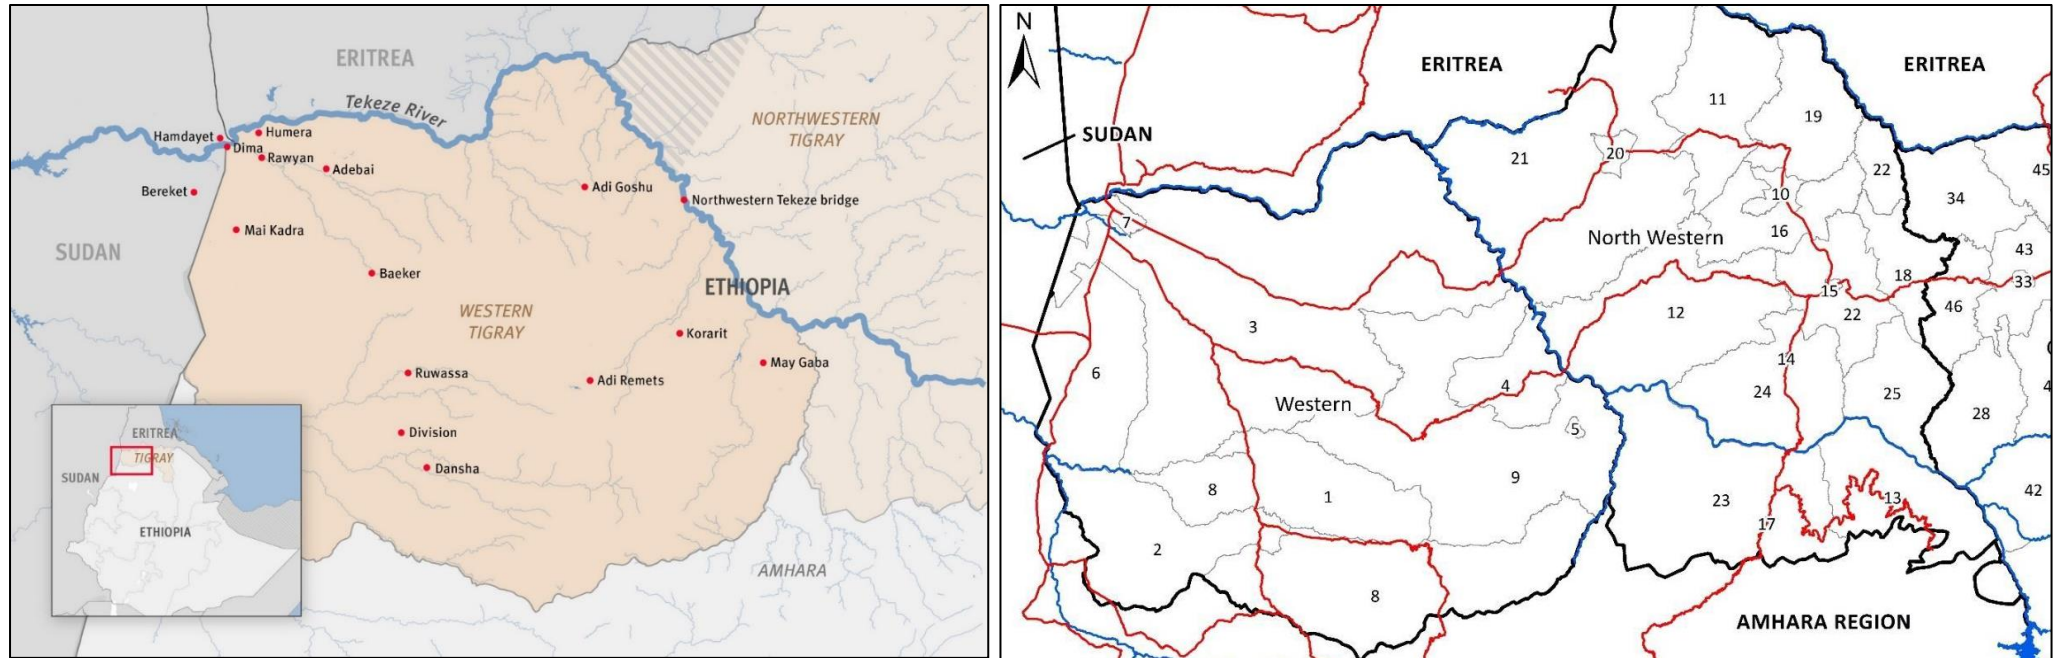 ERITREA
Tekeze River
NORTHWESTERN
TIGRAY
Hamdayet
Humera
Dima
Rawyan
Adebai
Bereket
Adi Goshu
Northwestern Tekeze bridge
Mai Kadra
SUDAN
Baeker
ETHIOPIA
WESTERN
TIGRAY
Korarit
May Gaba
Ruwassa
Adi Remets
Division
Dansha
AMHARA
ERITREA
TIGRAY
SUDAN
ETHIOPIA
N
ERITREA
ERITREA
11
19
SUDAN
20
21
22
45
10
34
7
16
North Western
43
18
33
15
3
12
22
46
14
6
4
24
25
Western
28
4
5
9
8
1
23
13
42
17
2
8
AMHARA REGION